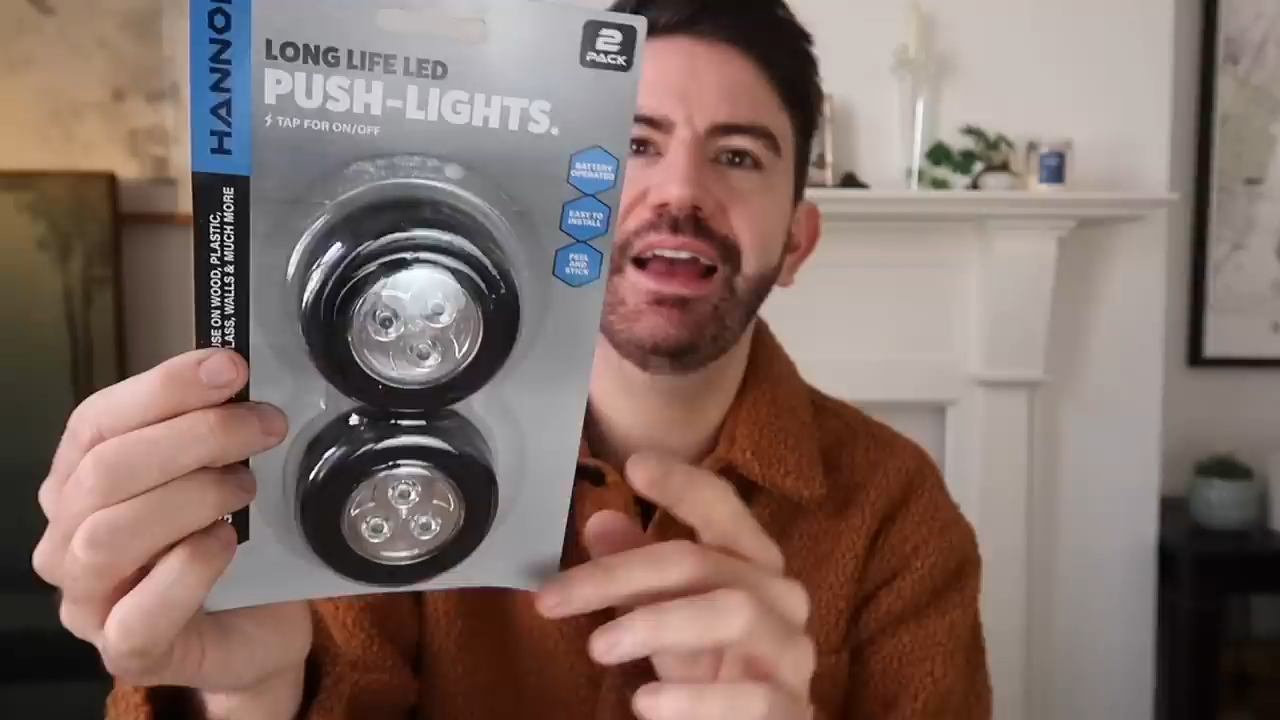 HANNO
LONG LIFE LED
PUSH-LIGHTS.
TAP FOR ON/OFF
2
PACK
BATTERY
OPERATED
EASY TO
INSTALL
PEEL
AND
STICK
USE ON WOOD, PLASTIC,
LASS, WALLS & MUCH MORE